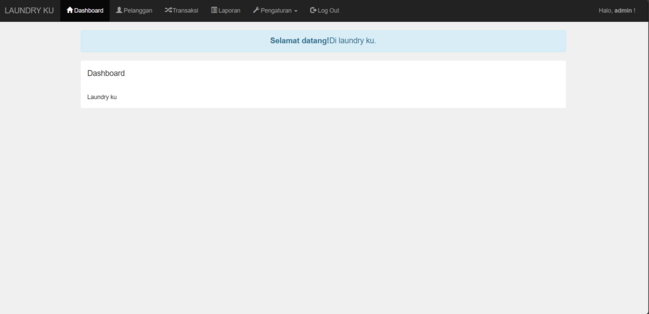 LAUNDRY KU Dashboard Pelanggan Transaksi Laporan Pengaturan Log Out Halo, admin !
Selamat datang!Di laundry ku.
Dashboard
Laundry ku